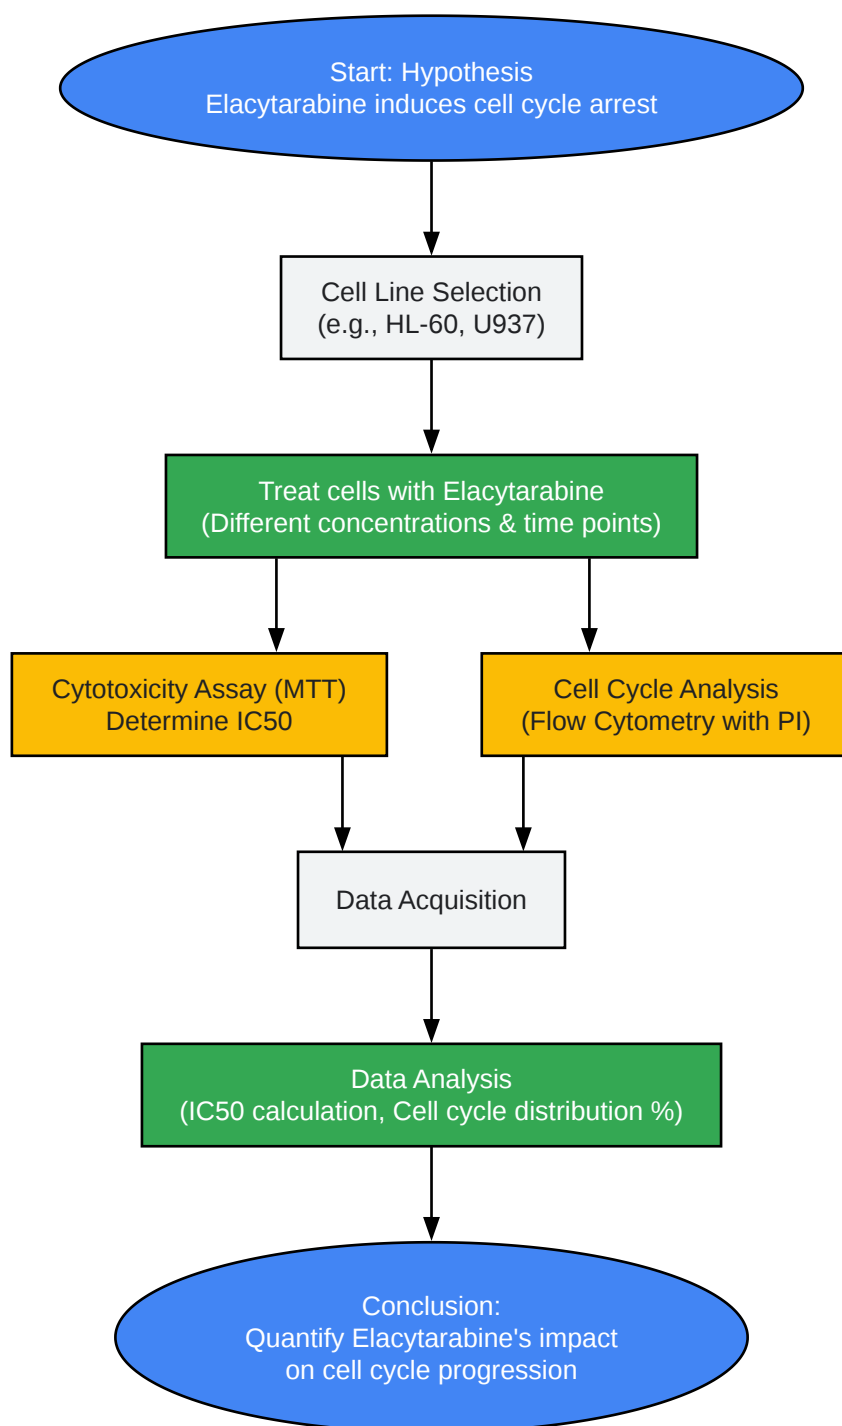 Start: Hypothesis
Elacytarabine induces cell cycle arrest
Cell Line Selection
(e.g., HL-60, U937)
Treat cells with Elacytarabine
(Different concentrations & time points)
Cytotoxicity Assay (MTT)
Determine IC50
Cell Cycle Analysis
(Flow Cytometry with PI)
Data Acquisition
Data Analysis
(IC50 calculation, Cell cycle distribution %)
Conclusion:
Quantify Elacytarabine's impact
on cell cycle progression